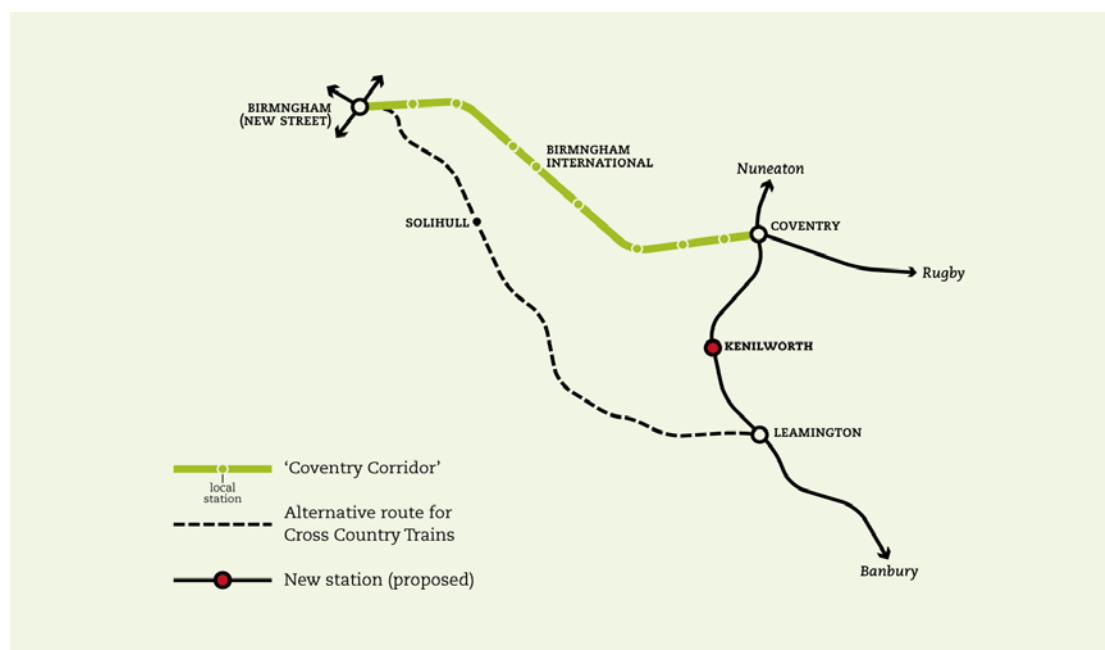 BIRMNGHAM
(NEW STREET)
BIRMNGHAM
INTERNATIONAL
Nuneaton
SOLIHULL
COVENTRY
Rugby
KENILWORTH
LEAMINGTON
'Coventry Corridor'
local
station
Alternative route for
Cross Country Trains
New station (proposed)
Banbury